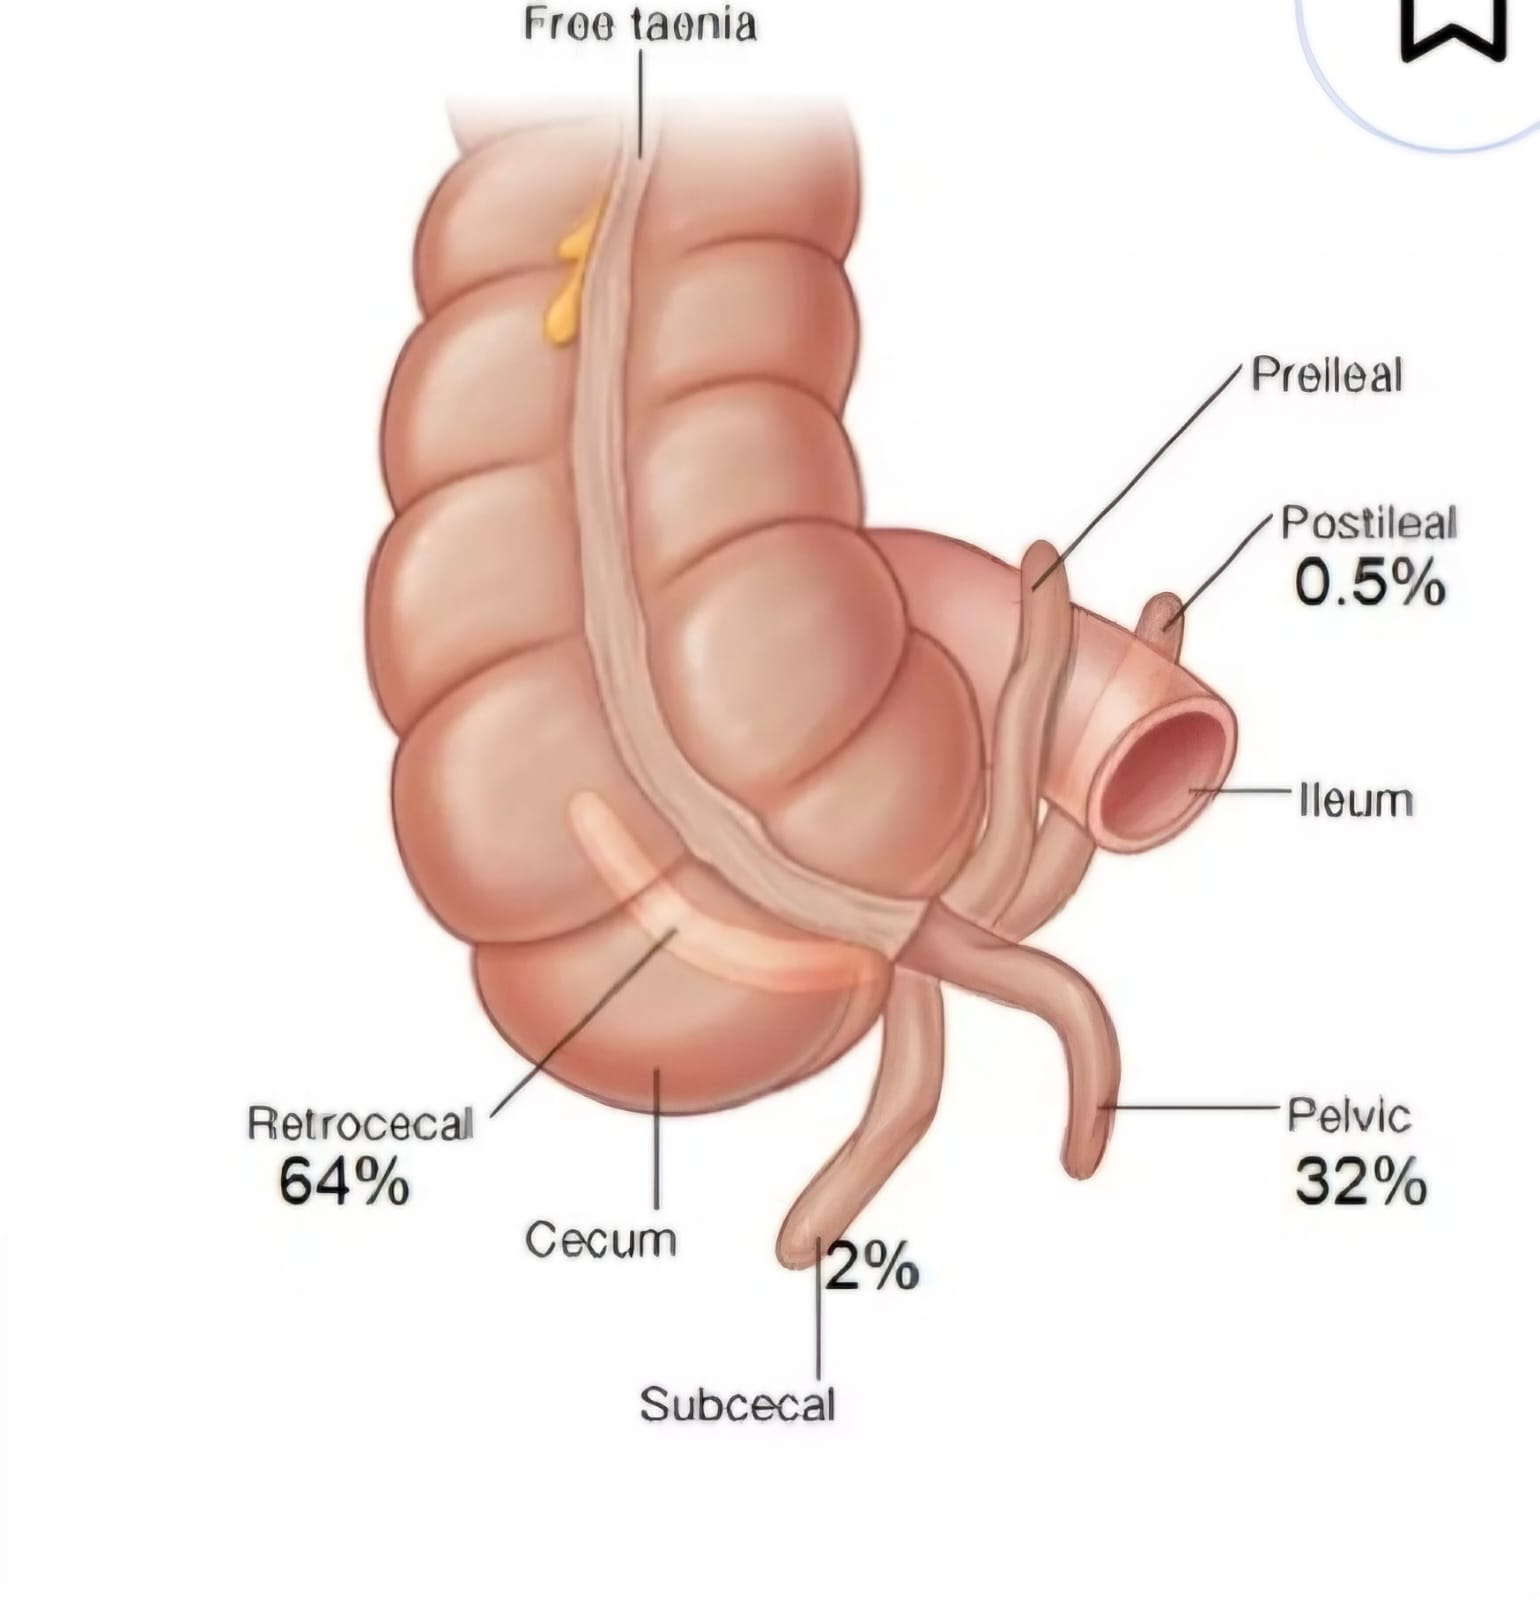 Free taenia
Preileal
Postileal
0.5%
Ileum
Retrocecal
64%
Cecum
2%
Pelvic
32%
Subcecal